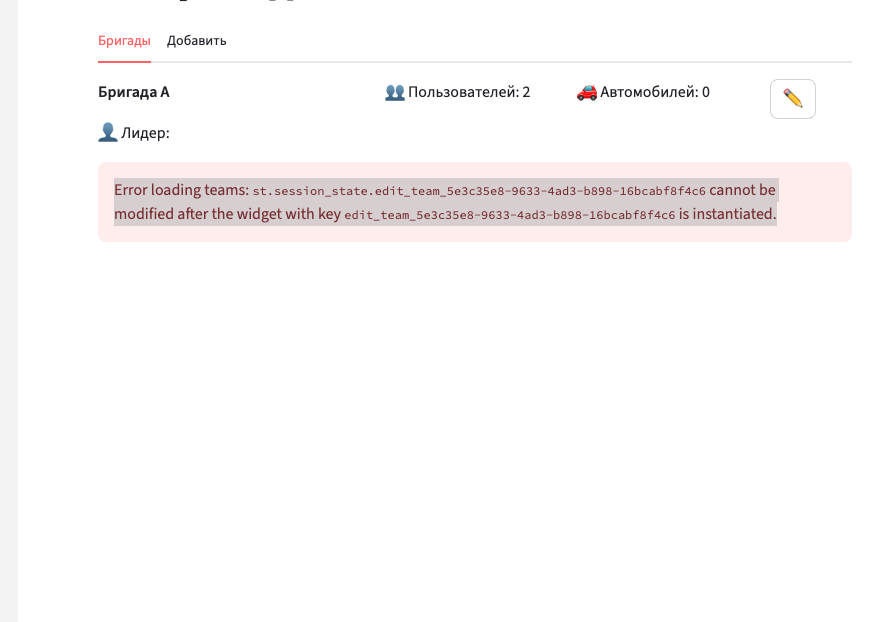 Бригады Добавить
Бригада А 👥 Пользователей: 2 🚗 Автомобилей: 0 ✏️
👤 Лидер:
Error loading teams: st.session_state.edit_team_5e3c35e8-9633-4ad3-b898-16bcabf8f4c6 cannot be
modified after the widget with key edit_team_5e3c35e8-9633-4ad3-b898-16bcabf8f4c6 is instantiated.